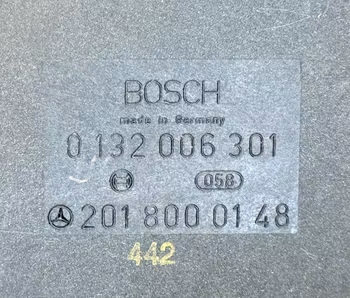 BOSCH
made in Germany
0 132 006 301
058
201 800 01 48
442